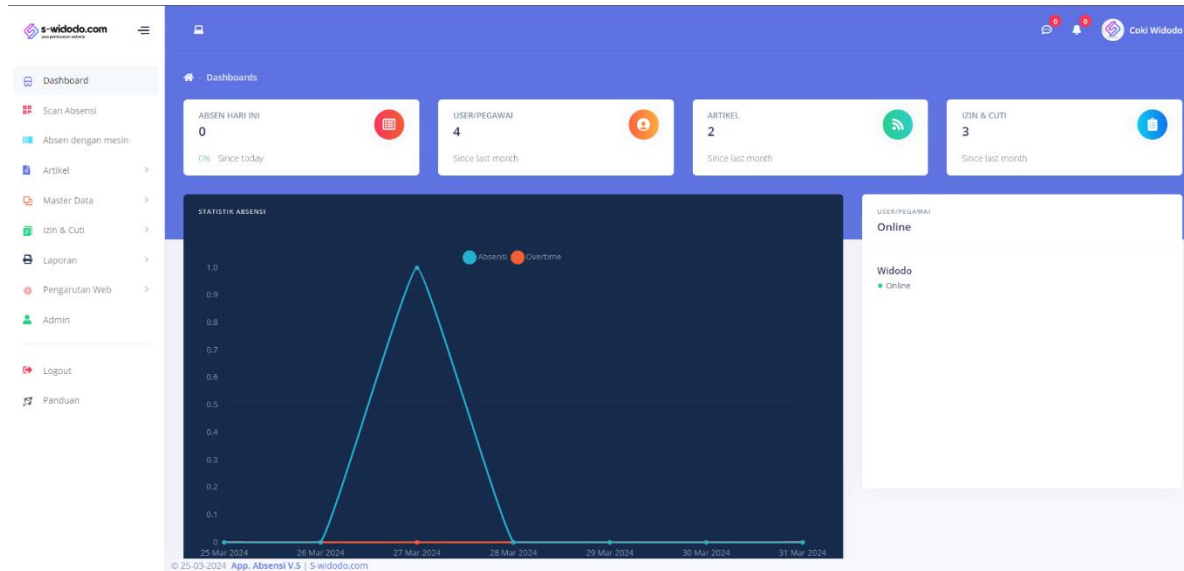 s-widodo.com
jasa pembuatan website
0
0
Coki Widodo
Dashboard
Scan Absensi
Absen dengan mesin
Artikel
Master Data
Izin & Cuti
Laporan
Pengarutan Web
Admin
Logout
Panduan
- Dashboards
ABSEN HARI INI
0
0% Since today
USER/PEGAWAI
4
Since last month
ARTIKEL
2
Since last month
IZIN & CUTI
3
Since last month
STATISTIK ABSENSI
Absensi Overtime
1.0
0.9
0.8
0.7
0.6
0.5
0.4
0.3
0.2
0.1
0
25 Mar 2024 26 Mar 2024 27 Mar 2024 28 Mar 2024 29 Mar 2024 30 Mar 2024 31 Mar 2024
USER/PEGAWAI
Online
Widodo
Online
© 25-03-2024 App. Absensi V.5 | S-widodo.com